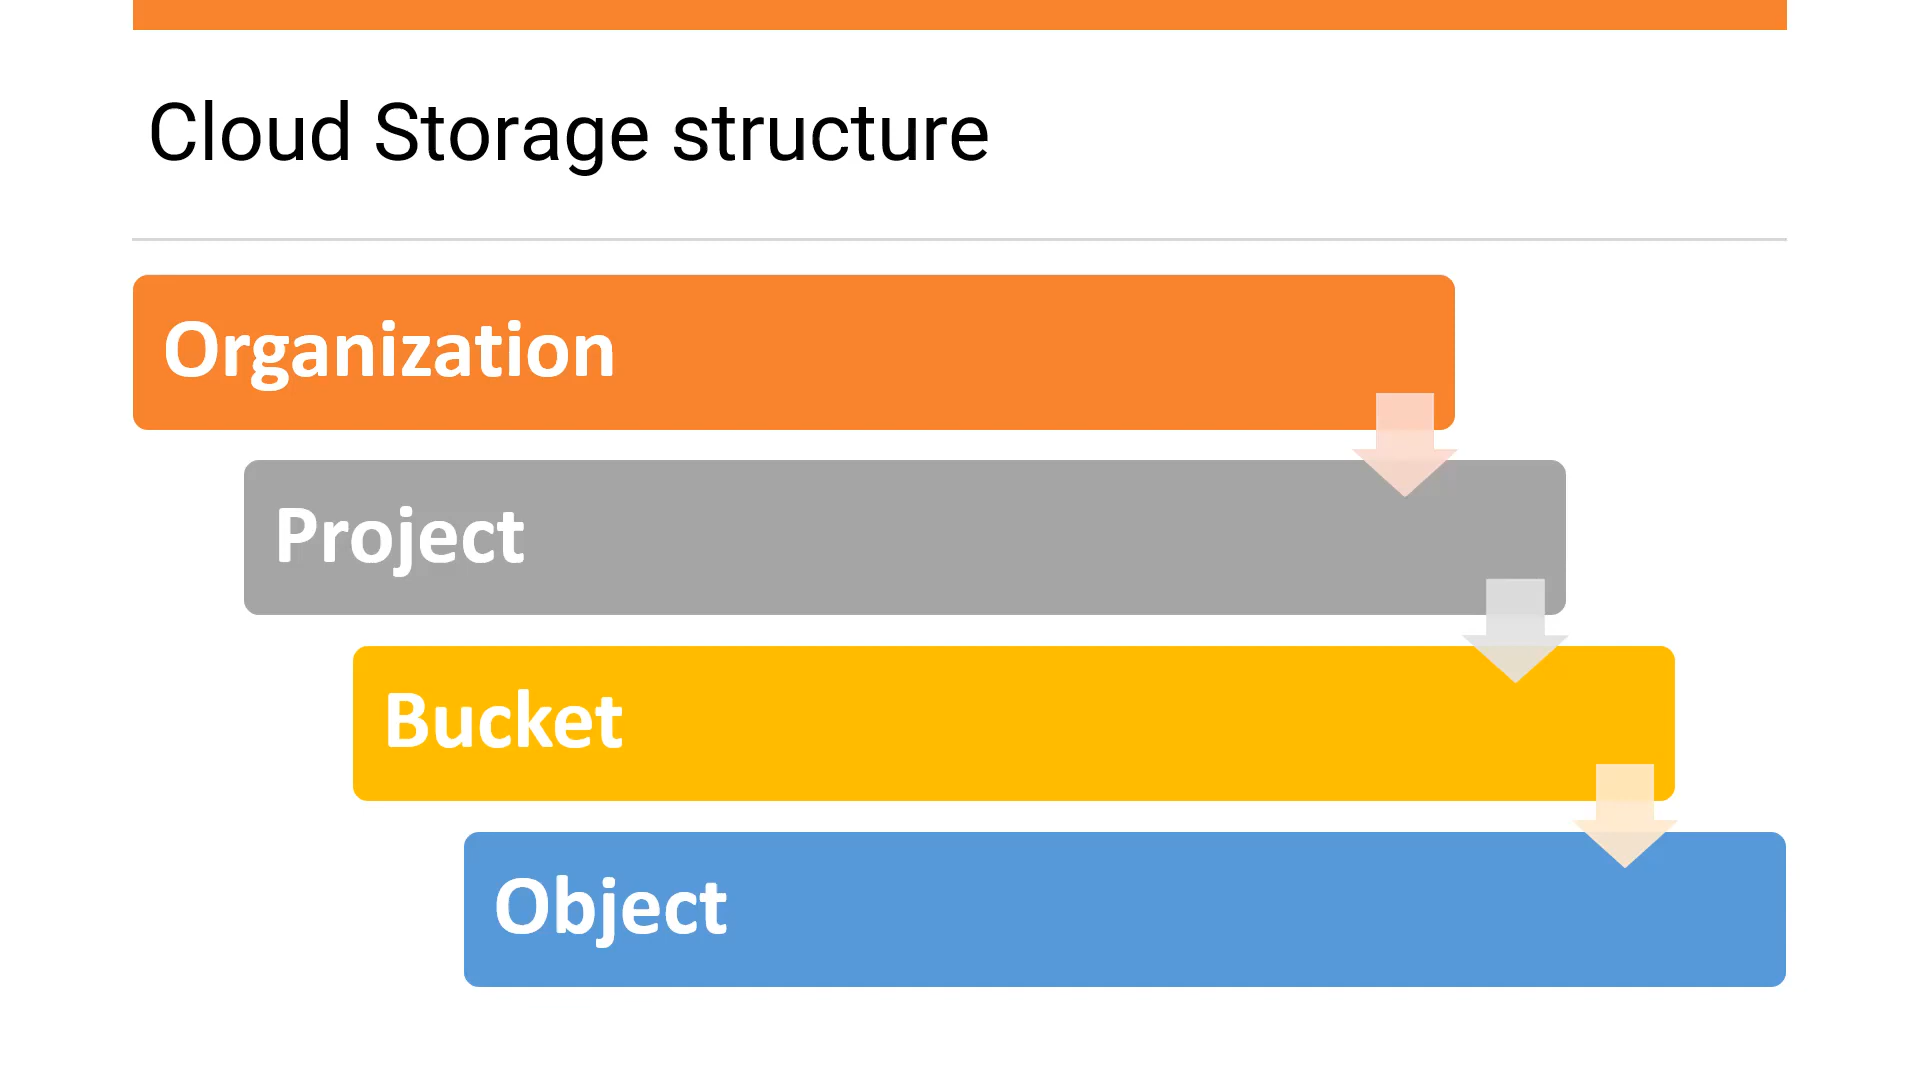 Cloud Storage structure
Organization
Project
Bucket
Object